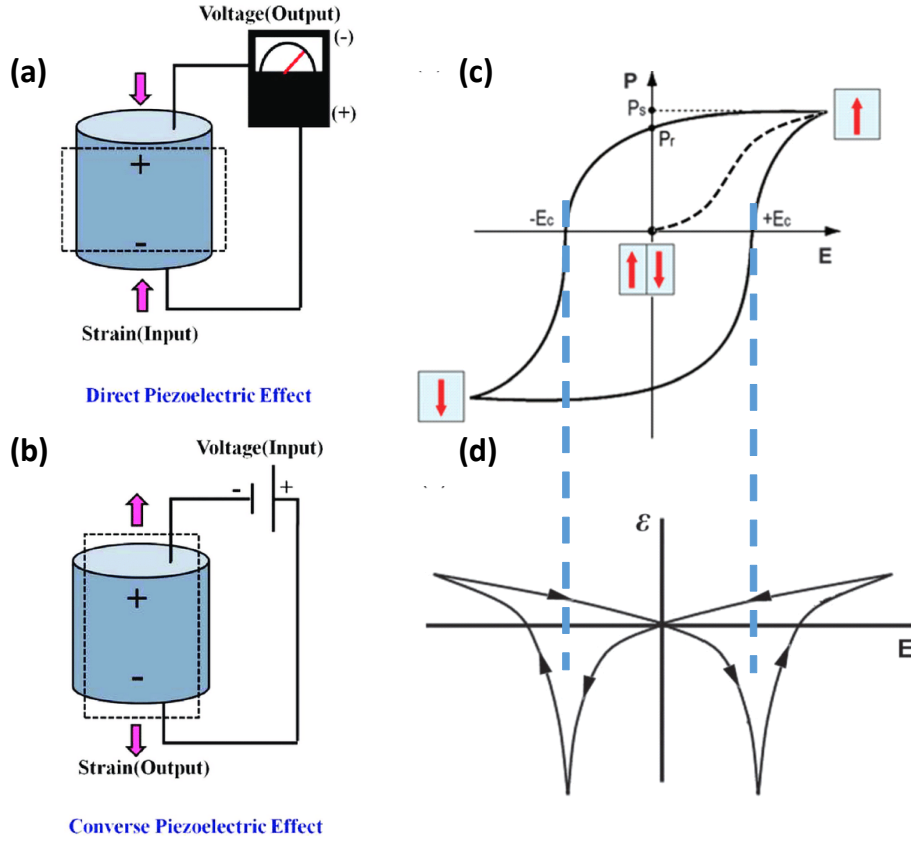 (a)
Voltage(Output)
(-)
(+)
+
-
Strain(Input)
Direct Piezoelectric Effect
(b)
Voltage(Input)
-
+
+
-
Strain(Output)
Converse Piezoelectric Effect
(c)
P
Ps
Pr
-Ec
+Ec
E
(d)
ε
E